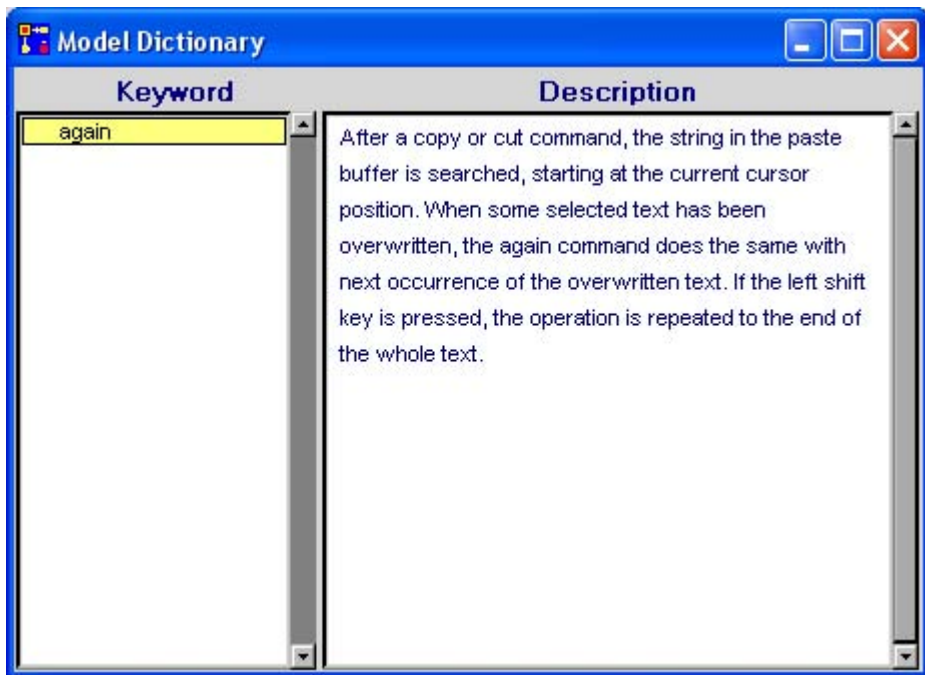 Model Dictionary
Keyword
Description
again
After a copy or cut command, the string in the paste
buffer is searched, starting at the current cursor
position. When some selected text has been
overwritten, the again command does the same with
next occurrence of the overwritten text. If the left shift
key is pressed, the operation is repeated to the end of
the whole text.